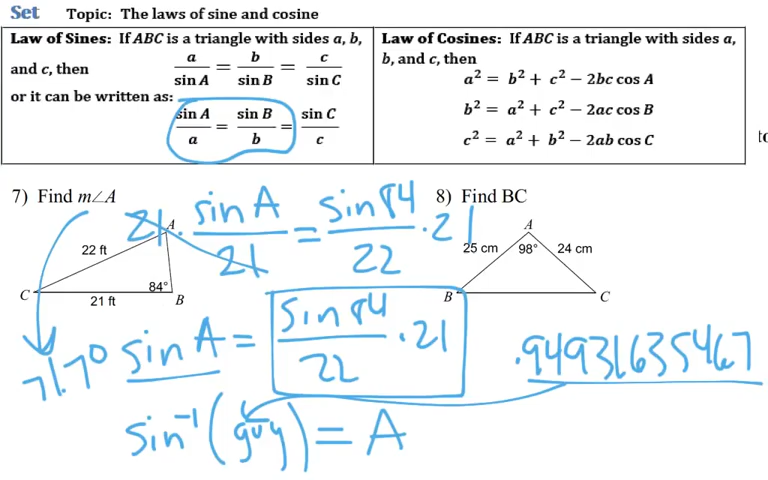 Set Topic: The laws of sine and cosine
Law of Sines: If ABC is a triangle with sides a, b,
and c, then a/sin A = b/sin B = c/sin C
or it can be written as:
sin A/a = sin B/b = sin C/c
Law of Cosines: If ABC is a triangle with sides a,
b, and c, then
a² = b² + c² − 2bc cos A
b² = a² + c² − 2ac cos B
c² = a² + b² − 2ab cos C
to
7) Find m∠A
21 · sin A/21 = sin 84/22 · 21
A
22 ft
84°
C
21 ft
B
71.7°
sin A = sin 84/22 · 21
sin⁻¹(guy) = A
8) Find BC
A
25 cm
98°
24 cm
B
C
.94931635467